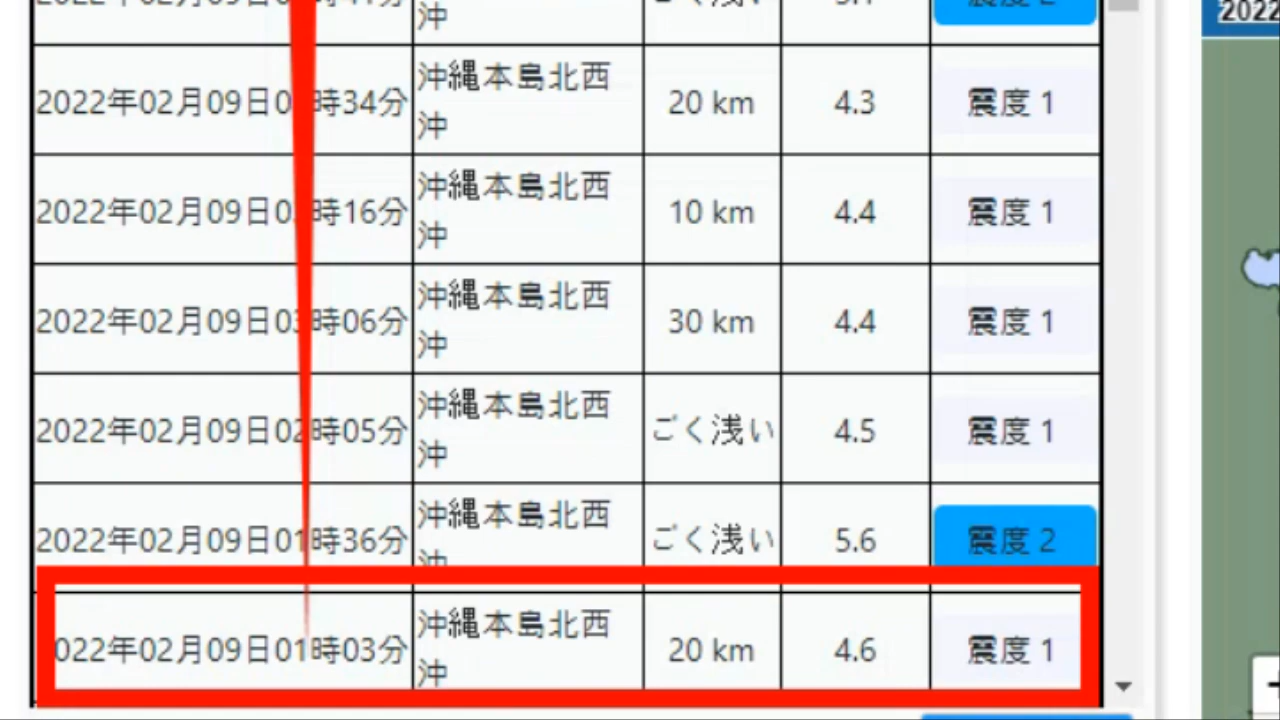 2022
沖
2022年02月09日0 時34分 沖縄本島北西沖 20 km 4.3 震度 1
2022年02月09日0 時16分 沖縄本島北西沖 10 km 4.4 震度 1
2022年02月09日03時06分 沖縄本島北西沖 30 km 4.4 震度 1
2022年02月09日02時05分 沖縄本島北西沖 ごく浅い 4.5 震度 1
2022年02月09日01時36分 沖縄本島北西沖 ごく浅い 5.6 震度 2
022年02月09日01時03分 沖縄本島北西沖 20 km 4.6 震度 1